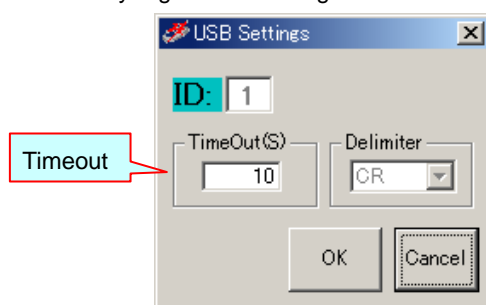 USB Settings
ID: 1
Timeout
TimeOut(S)
10
Delimiter
CR
OK
Cancel